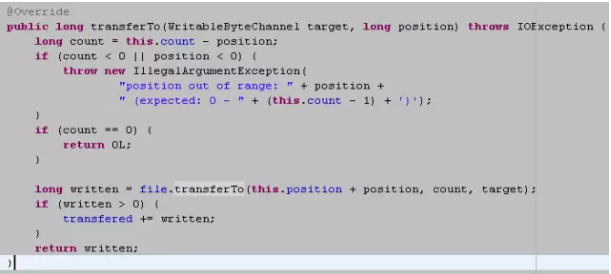 @Override
public long transferTo(WritableByteChannel target, long position) throws IOException {
long count = this.count - position;
if (count < 0 || position < 0) {
throw new IllegalArgumentException(
"position out of range: " + position +
" (expected: 0 - " + (this.count - 1) + ')');
}
if (count == 0) {
return 0L;
}
long written = file.transferTo(this.position + position, count, target);
if (written > 0) {
transfered += written;
}
return written;
}